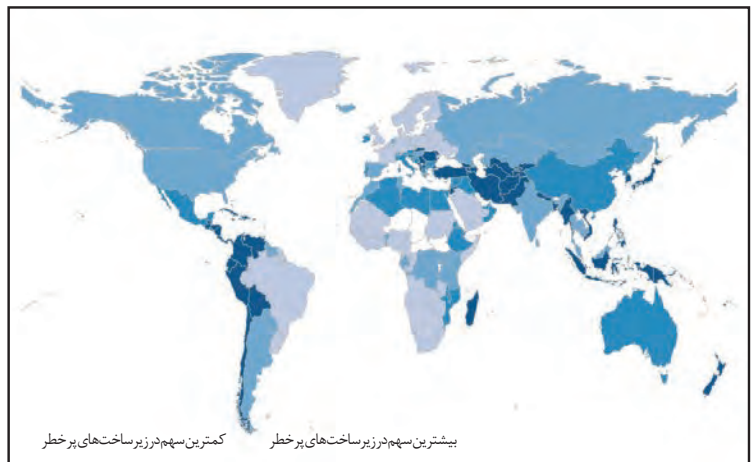 بیشترین سهم در زیرساخت‌های پرخطر
کمترین سهم در زیرساخت‌های پرخطر